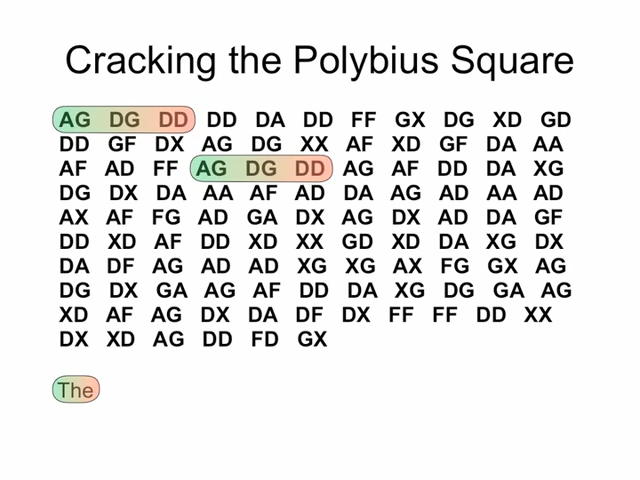 Cracking the Polybius Square
AG DG DD DD DA DD FF GX DG XD GD
DD GF DX AG DG XX AF XD GF DA AA
AF AD FF AG DG DD AG AF DD DA XG
DG DX DA AA AF AD DA AG AD AA AD
AX AF FG AD GA DX AG DX AD DA GF
DD XD AF DD XD XX GD XD DA XG DX
DA DF AG AD AD XG XG AX FG GX AG
DG DX GA AG AF DD DA XG DG GA AG
XD AF AG DX DA DF DX FF FF DD XX
DX XD AG DD FD GX
The